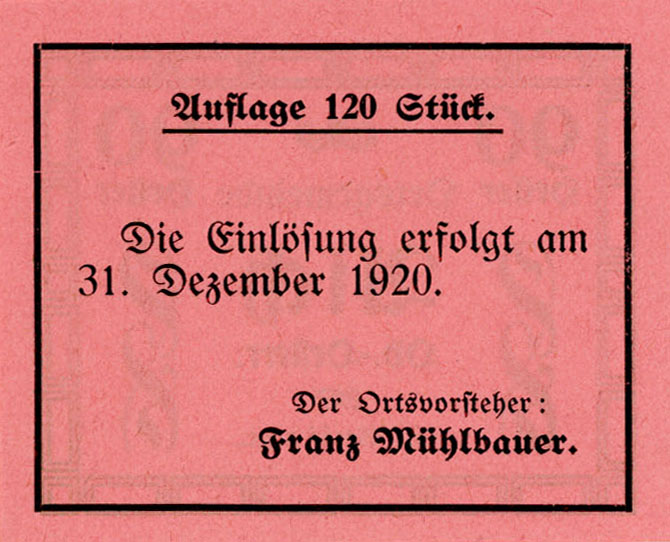 Auflage 120 Stück.
Die Einlöſung erfolgt am
31. Dezember 1920.
Der Ortsvorſteher:
Franz Mühlbauer.